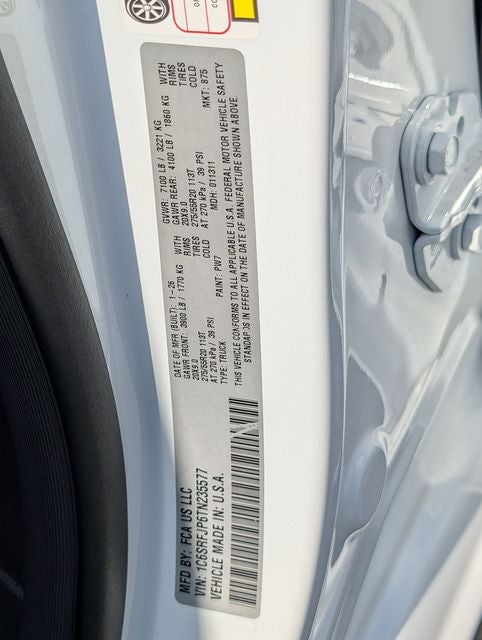 MFD BY: FCA US LLC
VIN: 1C6SRFJP6TN235577
VEHICLE MADE IN: U.S.A.
DATE OF MFR (BUILT): 1-26
GVWR: 7100 LB / 3221 KG
GAWR FRONT: 3900 LB / 1770 KG WITH
GAWR REAR: 4100 LB / 1860 KG WITH
20X9.0 RIMS
20X9.0 RIMS
275/55R20 113T TIRES
275/55R20 113T TIRES
AT 270 kPa / 39 PSI COLD
AT 270 kPa / 39 PSI COLD
TYPE: TRUCK PAINT: PW7 MDH: 011311 MKT: 875
THIS VEHICLE CONFORMS TO ALL APPLICABLE U.S.A. FEDERAL MOTOR VEHICLE SAFETY
STANDARDS IN EFFECT ON THE DATE OF MANUFACTURE SHOWN ABOVE.